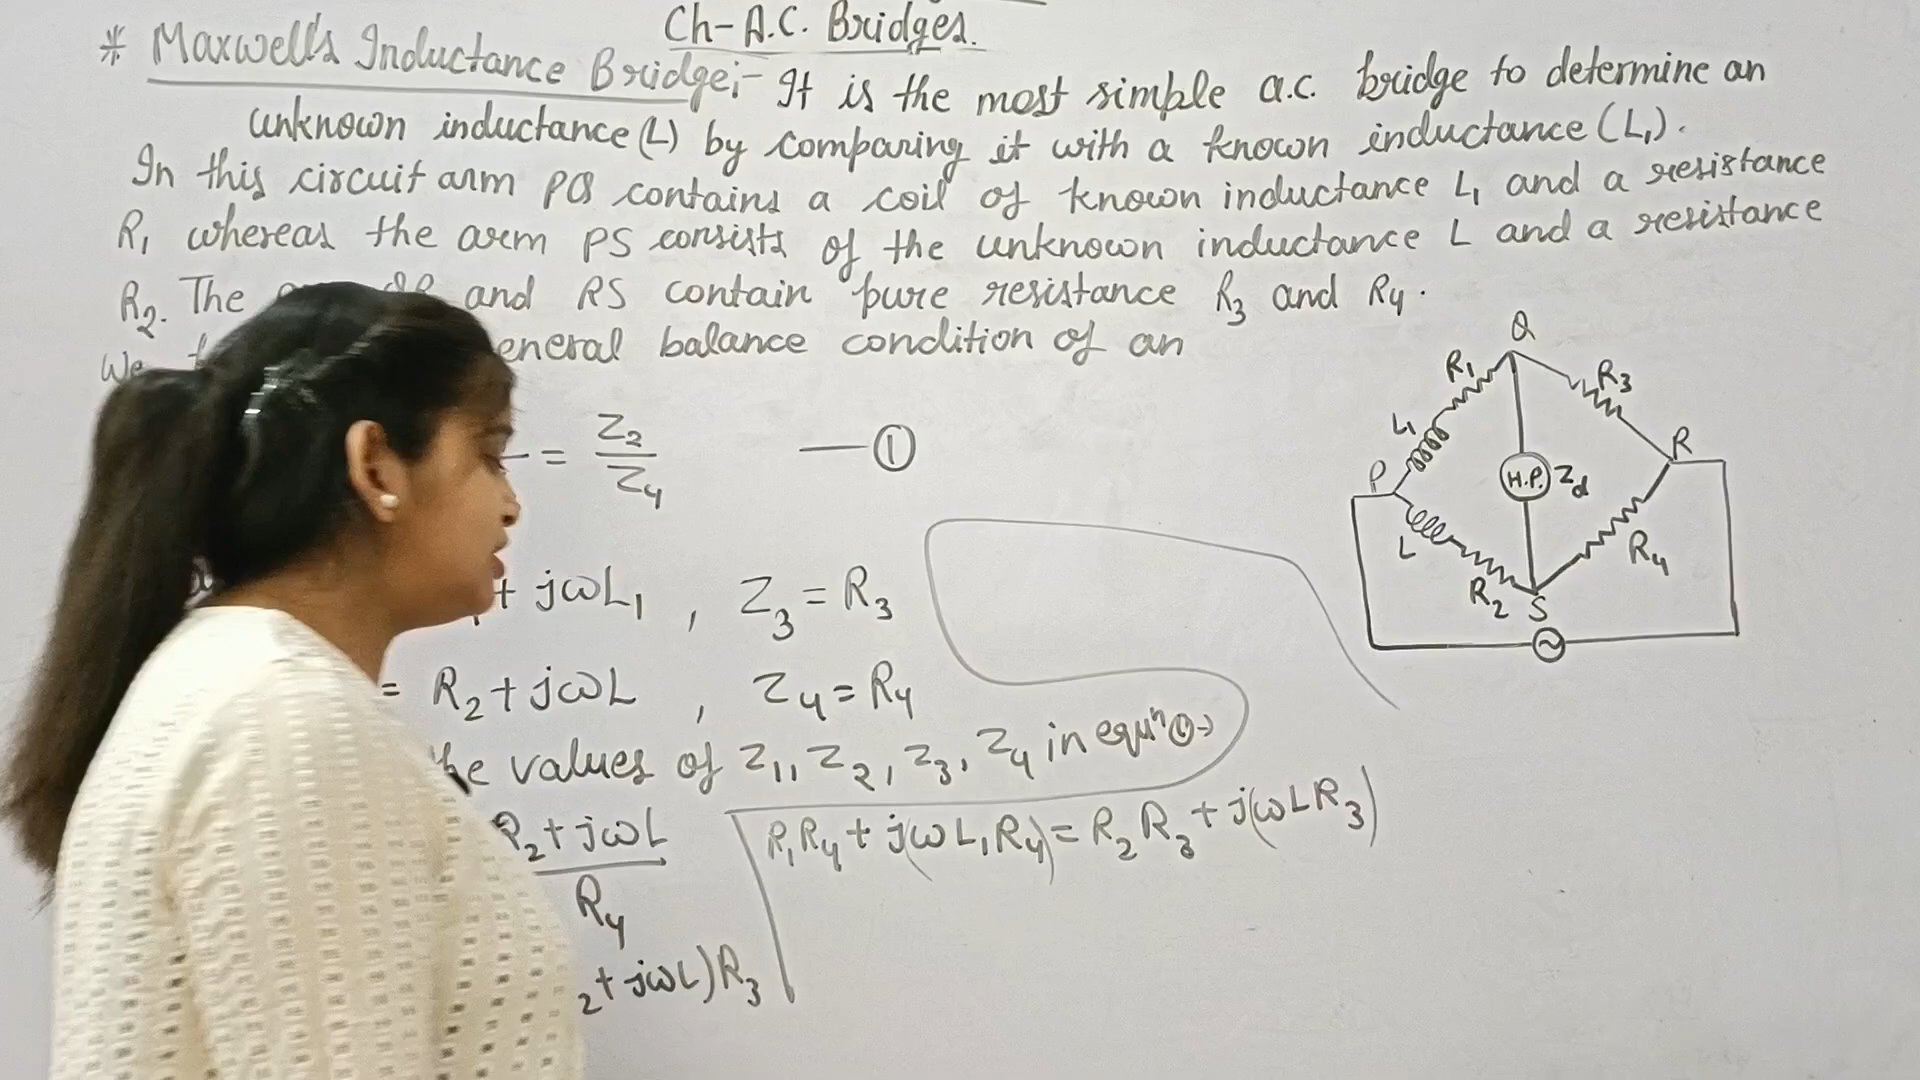 Ch-A.C. Bridges.
* Maxwell's Inductance Bridge:- It is the most simple a.c. bridge to determine an
unknown inductance (L) by comparing it with a known inductance (L₁).
In this circuit arm PQ contains a coil of known inductance L₁ and a resistance
R₁ whereas the arm PS consists of the unknown inductance L and a resistance
R₂. The and RS contain pure resistance R₃ and R₄.
We general balance condition of an
= Z₂/Z₄ —①
+ jωL₁ , Z₃ = R₃
= R₂ + jωL , Z₄ = R₄
the values of Z₁, Z₂, Z₃, Z₄ in equⁿ①→
R₂ + jωL
R₄
₂ + jωL)R₃
R₁R₄ + j(ωL₁R₄) = R₂R₃ + j(ωLR₃)
Q
R₁
R₃
L₁
R
P
H.P.
Zd
L
R₄
R₂
S